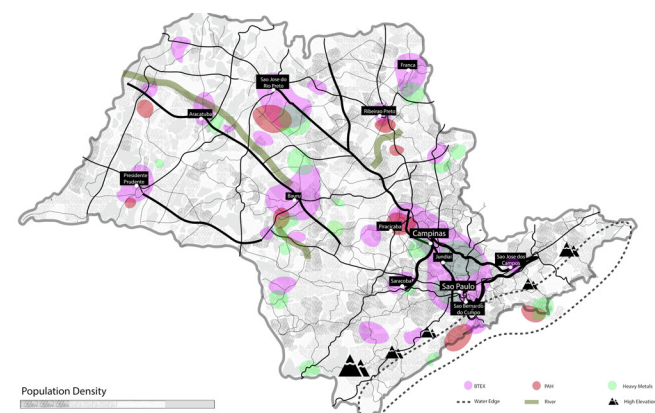 Franca
Sao Jose do
Rio Preto
Ribeirao Preto
Aracatuba
Presidente
Prudente
Bauru
Piracicaba
Campinas
Jundiai
Sao Jose dos
Campos
Saracoba
Sao Paulo
Sao Bernardo
do Campo
Population Density
BTEX
PAH
Heavy Metals
Water Edge
River
High Elevation